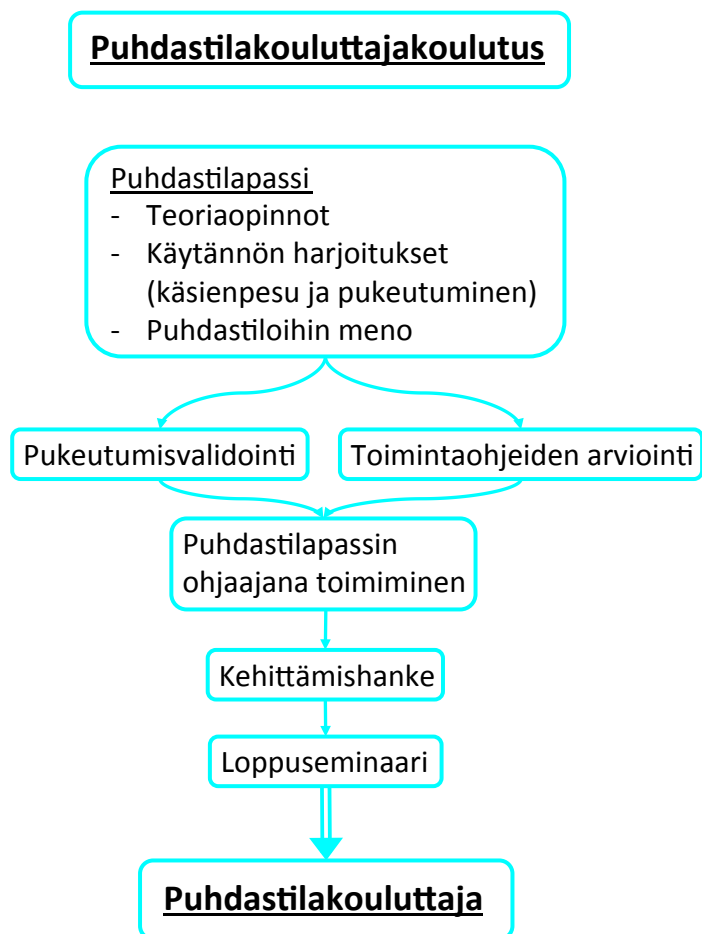 Puhdastilakouluttajakoulutus
Puhdastilapassi
- Teoriaopinnot
- Käytännön harjoitukset
(käsienpesu ja pukeutuminen)
- Puhdastiloihin meno
Pukeutumisvalidointi
Toimintaohjeiden arviointi
Puhdastilapassin
ohjaajana toimiminen
Kehittämishanke
Loppuseminaari
Puhdastilakouluttaja